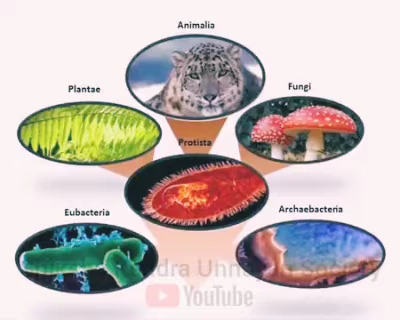 Animalia
Plantae
Fungi
Protista
Eubacteria
Archaebacteria
YouTube